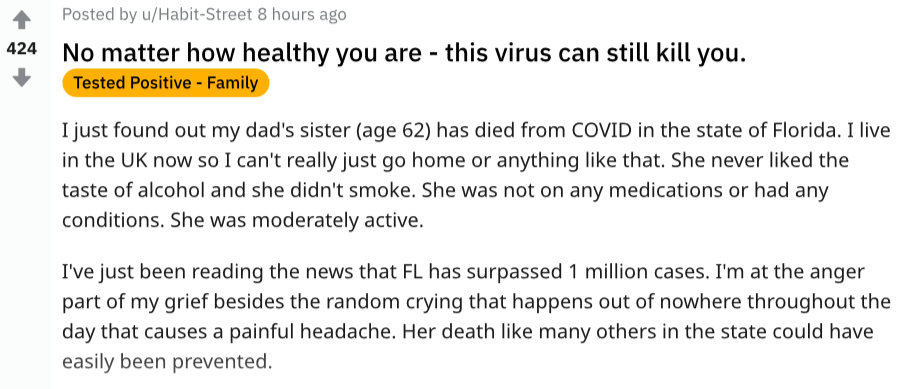 Posted by u/Habit-Street 8 hours ago
424
No matter how healthy you are - this virus can still kill you.
Tested Positive - Family
I just found out my dad's sister (age 62) has died from COVID in the state of Florida. I live
in the UK now so I can't really just go home or anything like that. She never liked the
taste of alcohol and she didn't smoke. She was not on any medications or had any
conditions. She was moderately active.
I've just been reading the news that FL has surpassed 1 million cases. I'm at the anger
part of my grief besides the random crying that happens out of nowhere throughout the
day that causes a painful headache. Her death like many others in the state could have
easily been prevented.